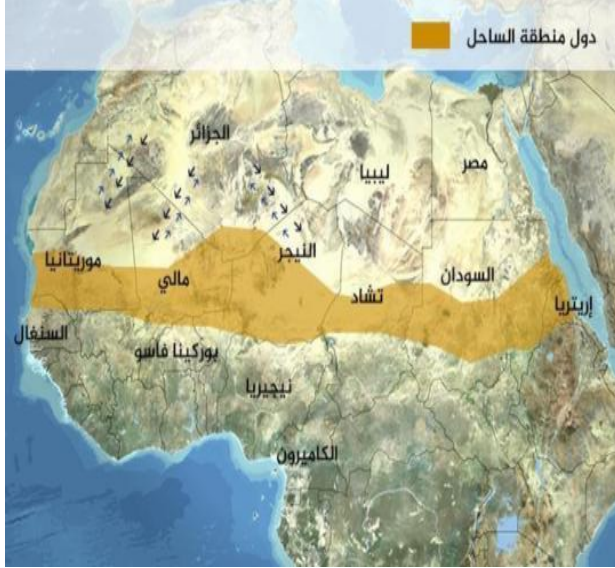 دول منطقة الساحل
الجزائر
ليبيا
مصر
النيجر
موريتانيا
مالي
تشاد
السودان
إريتريا
السنغال
بوركينا فاسو
نيجيريا
الكاميرون